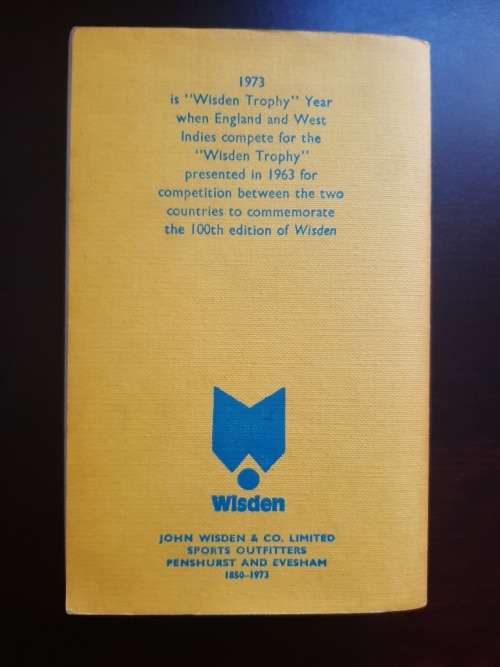 1973
is "Wisden Trophy" Year
when England and West
Indies compete for the
"Wisden Trophy"
presented in 1963 for
competition between the two
countries to commemorate
the 100th edition of Wisden
Wisden
JOHN WISDEN & CO. LIMITED
SPORTS OUTFITTERS
PENSHURST AND EVESHAM
1850–1973